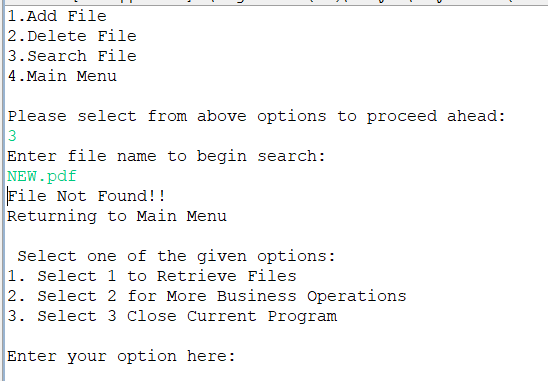 1.Add File
2.Delete File
3.Search File
4.Main Menu
Please select from above options to proceed ahead:
3
Enter file name to begin search:
NEW.pdf
File Not Found!!
Returning to Main Menu
Select one of the given options:
1. Select 1 to Retrieve Files
2. Select 2 for More Business Operations
3. Select 3 Close Current Program
Enter your option here: